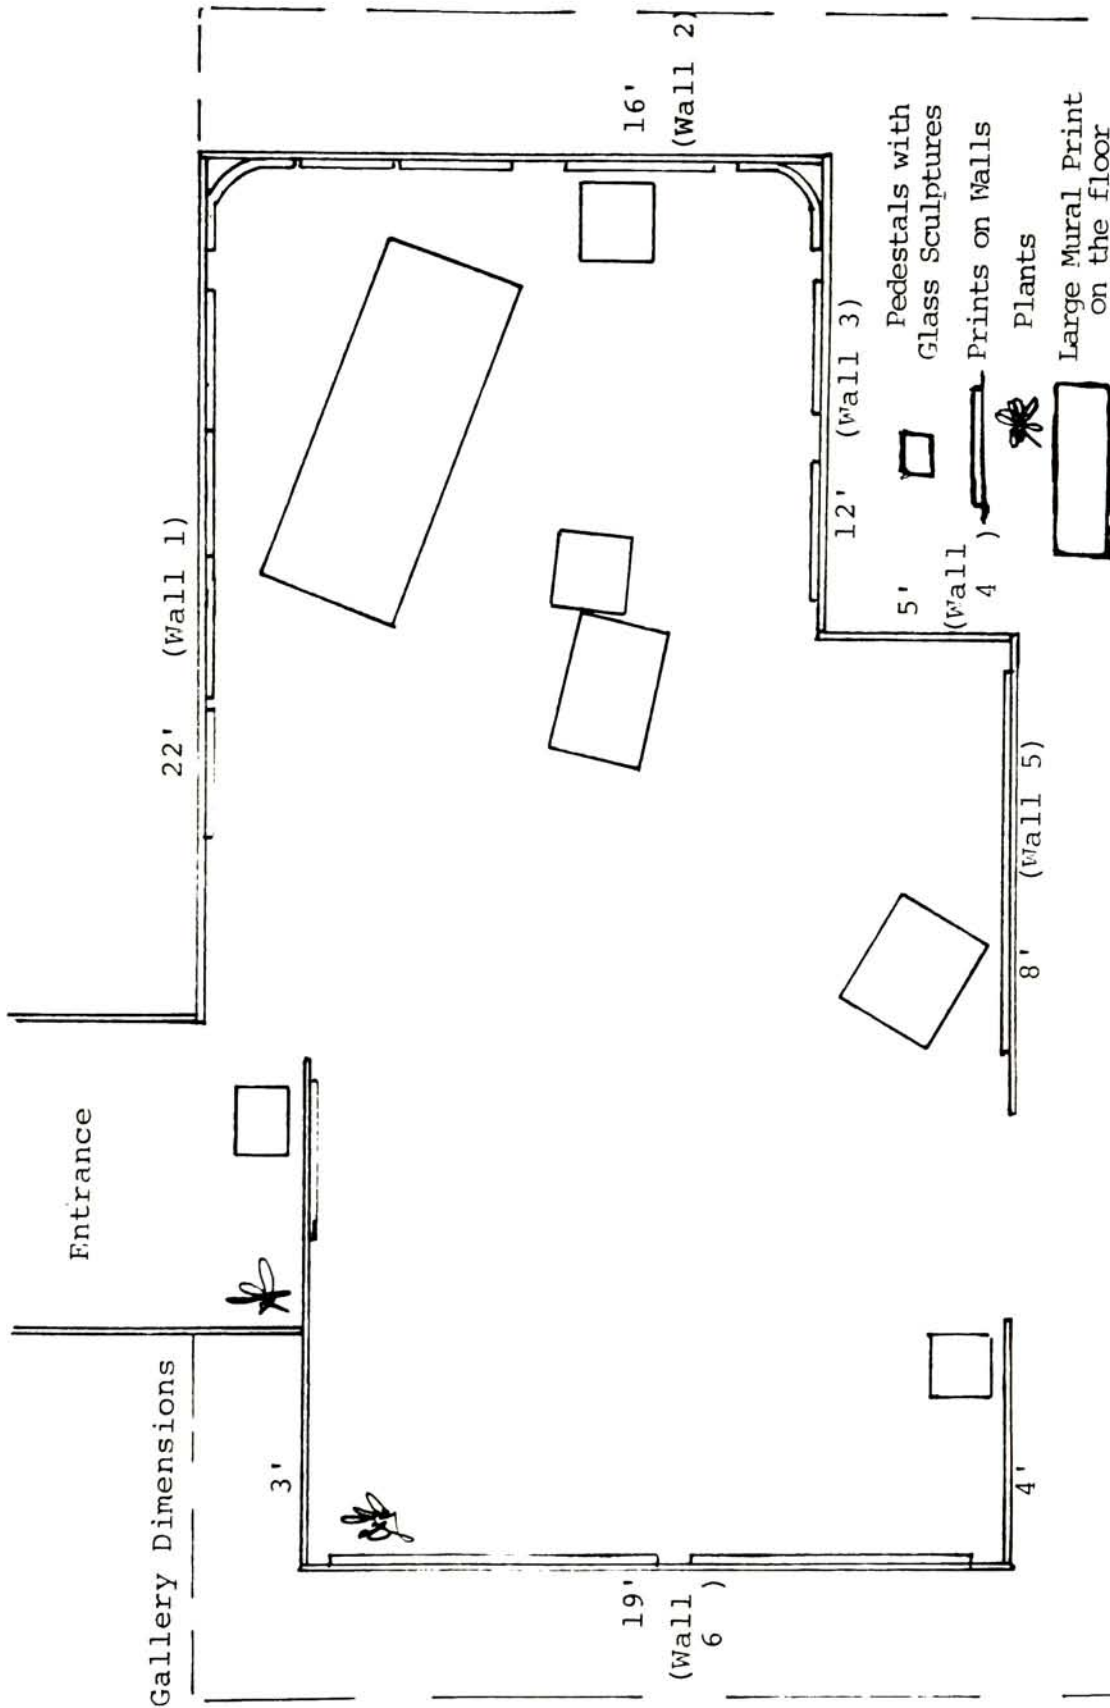 Gallery Dimensions
Entrance
3'
22' (Wall 1)
16'
(Wall 2)
12' (Wall 3)
5'
(Wall
4 )
8' (Wall 5)
4'
19'
(Wall
6 )
Pedestals with
Glass Sculptures
Prints on Walls
Plants
Large Mural Print
on the floor